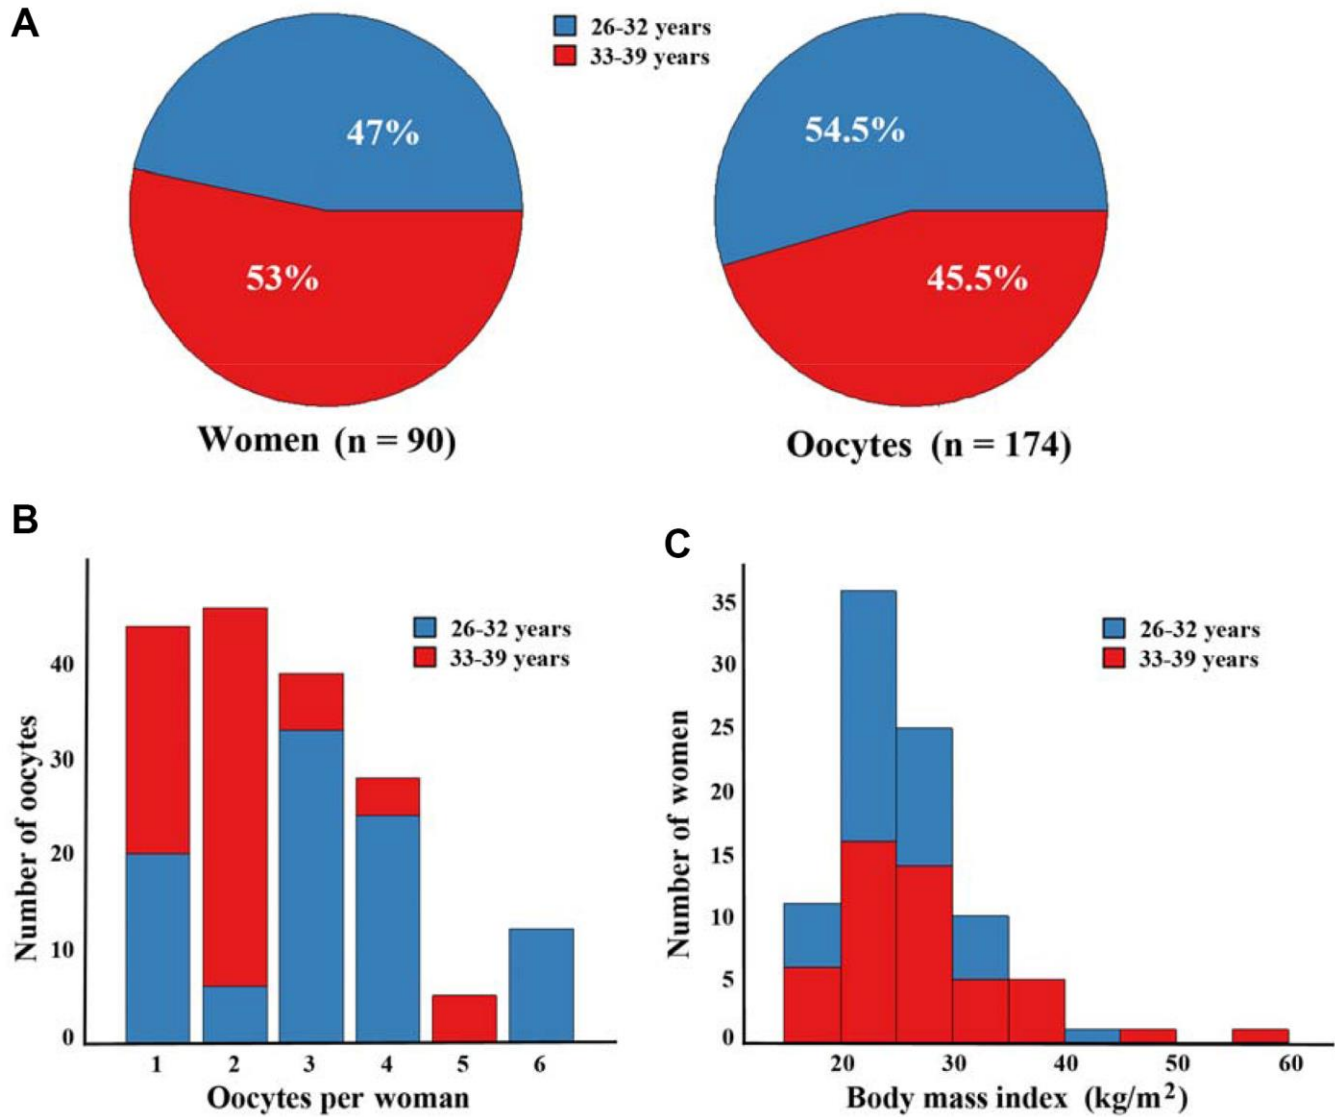 A
26-32 years
33-39 years
47%
53%
54.5%
45.5%
Women (n = 90)
Oocytes (n = 174)
B
Number of oocytes
40
30
20
10
0
26-32 years
33-39 years
1 2 3 4 5 6
Oocytes per woman
C
Number of women
35
30
25
20
15
10
5
0
26-32 years
33-39 years
20 30 40 50 60
Body mass index (kg/m²)